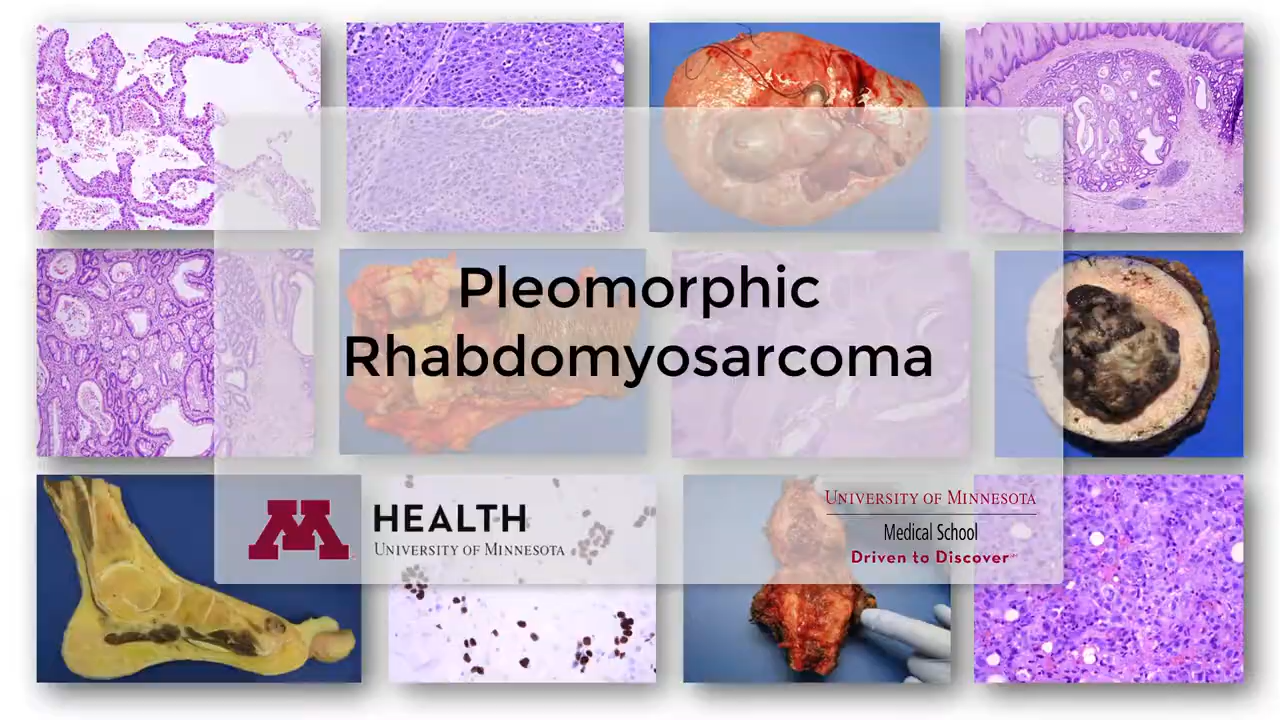 Pleomorphic
Rhabdomyosarcoma
M
HEALTH
UNIVERSITY OF MINNESOTA
UNIVERSITY OF MINNESOTA
Medical School
Driven to Discover